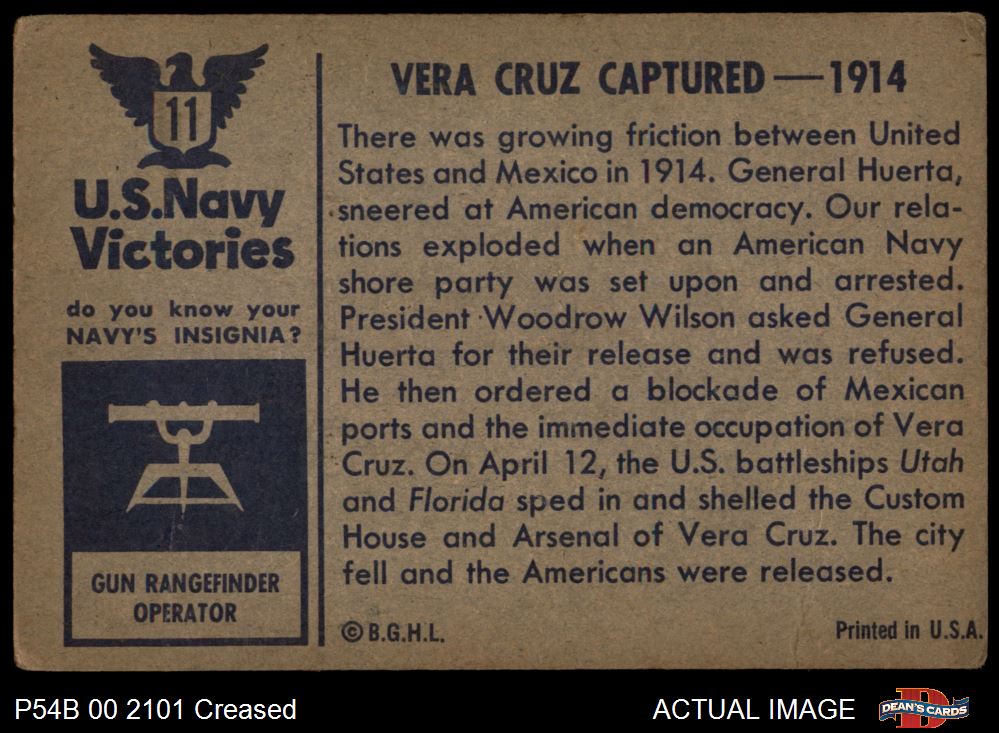 11
U.S.Navy
Victories
do you know your
NAVY'S INSIGNIA?
GUN RANGEFINDER
OPERATOR
VERA CRUZ CAPTURED — 1914
There was growing friction between United
States and Mexico in 1914. General Huerta,
sneered at American democracy. Our rela-
tions exploded when an American Navy
shore party was set upon and arrested.
President Woodrow Wilson asked General
Huerta for their release and was refused.
He then ordered a blockade of Mexican
ports and the immediate occupation of Vera
Cruz. On April 12, the U.S. battleships Utah
and Florida sped in and shelled the Custom
House and Arsenal of Vera Cruz. The city
fell and the Americans were released.
© B.G.H.L.
Printed in U.S.A.
P54B 00 2101 Creased
ACTUAL IMAGE
DEAN'S CARDS